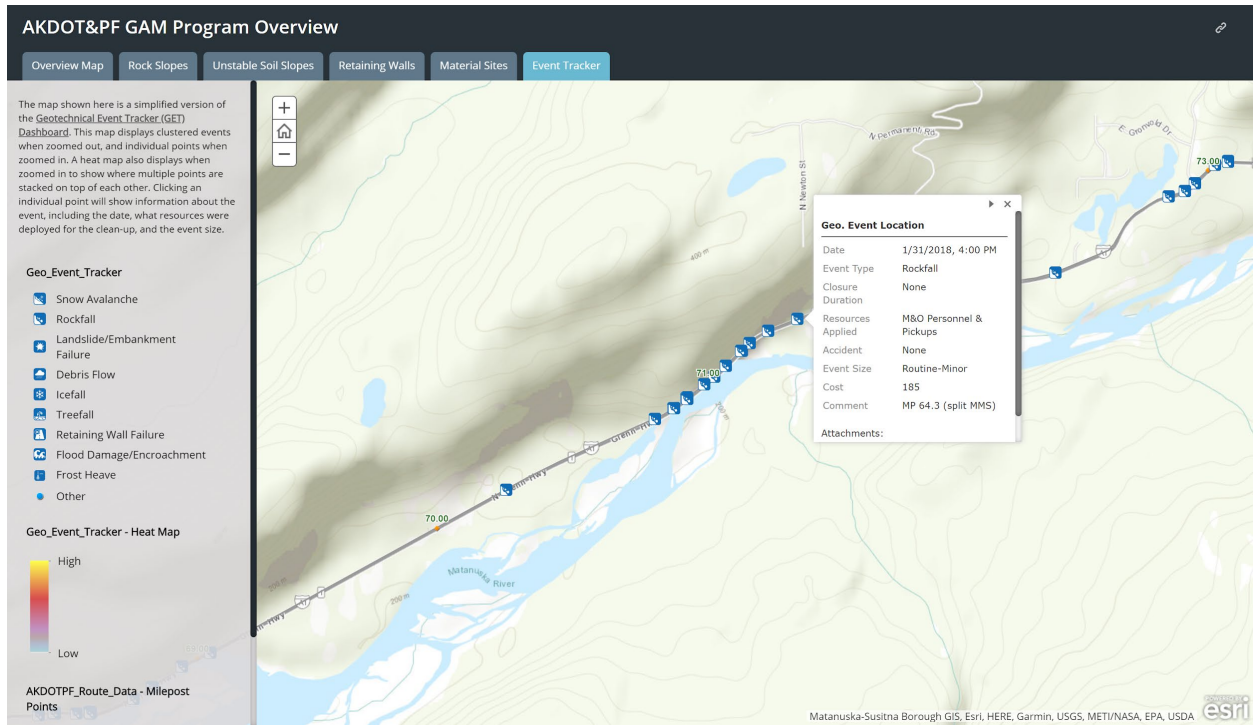 AKDOT&PF GAM Program Overview
Overview Map
Rock Slopes
Unstable Soil Slopes
Retaining Walls
Material Sites
Event Tracker
The map shown here is a simplified version of
the Geotechnical Event Tracker (GET)
Dashboard. This map displays clustered events
when zoomed out, and individual points when
zoomed in. A heat map also displays when
zoomed in to show where multiple points are
stacked on top of each other. Clicking an
individual point will show information about the
event, including the date, what resources were
deployed for the clean-up, and the event size.
Geo_Event_Tracker
Snow Avalanche
Rockfall
Landslide/Embankment
Failure
Debris Flow
Icefall
Treefall
Retaining Wall Failure
Flood Damage/Encroachment
Frost Heave
Other
Geo_Event_Tracker - Heat Map
High
Low
AKDOTPF_Route_Data - Milepost
Points
+
−
N Permanente Rd
N Newton St
E Gronvold Dr
73.00
400 m
71.00
200 m
N Glenn Hwy
70.00
Matanuska
River
200 m
200 m
Geo. Event Location
Date 1/31/2018, 4:00 PM
Event Type Rockfall
Closure
Duration None
Resources
Applied M&O Personnel &
Pickups
Accident None
Event Size Routine-Minor
Cost 185
Comment MP 64.3 (split MMS)
Attachments:
Matanuska-Susitna Borough GIS, Esri, HERE, Garmin, USGS, METI/NASA, EPA, USDA
POWERED BY
esri